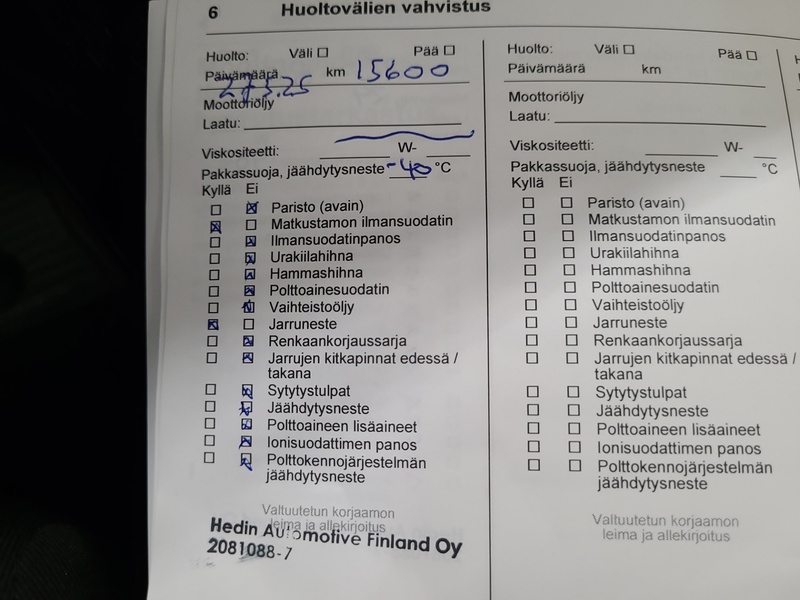 6 Huoltovälien vahvistus
Huolto: Väli ☐ Pää ☐
Päivämäärä km 15600
27.5.25
Moottoriöljy
Laatu:
Viskositeetti: W-
Pakkassuoja, jäähdytysneste -40 °C
Kyllä Ei
☐ ☒ Paristo (avain)
☒ ☐ Matkustamon ilmansuodatin
☐ ☒ Ilmansuodatinpanos
☐ ☒ Urakiilahihna
☐ ☒ Hammashihna
☐ ☒ Polttoainesuodatin
☐ ☒ Vaihteistoöljy
☒ ☐ Jarruneste
☐ ☒ Renkaankorjaussarja
☐ ☒ Jarrujen kitkapinnat edessä /
takana
☐ ☒ Sytytystulpat
☐ ☒ Jäähdytysneste
☐ ☒ Polttoaineen lisäaineet
☐ ☒ Ionisuodattimen panos
☐ ☒ Polttokennojärjestelmän
jäähdytysneste
Valtuutetun korjaamon
leima ja allekirjoitus
Hedin Automotive Finland Oy
2081088-7
Huolto: Väli ☐ Pää ☐
Päivämäärä km
Moottoriöljy
Laatu:
Viskositeetti: W-
Pakkassuoja, jäähdytysneste °C
Kyllä Ei
☐ ☐ Paristo (avain)
☐ ☐ Matkustamon ilmansuodatin
☐ ☐ Ilmansuodatinpanos
☐ ☐ Urakiilahihna
☐ ☐ Hammashihna
☐ ☐ Polttoainesuodatin
☐ ☐ Vaihteistoöljy
☐ ☐ Jarruneste
☐ ☐ Renkaankorjaussarja
☐ ☐ Jarrujen kitkapinnat edessä /
takana
☐ ☐ Sytytystulpat
☐ ☐ Jäähdytysneste
☐ ☐ Polttoaineen lisäaineet
☐ ☐ Ionisuodattimen panos
☐ ☐ Polttokennojärjestelmän
jäähdytysneste
Valtuutetun korjaamon
leima ja allekirjoitus